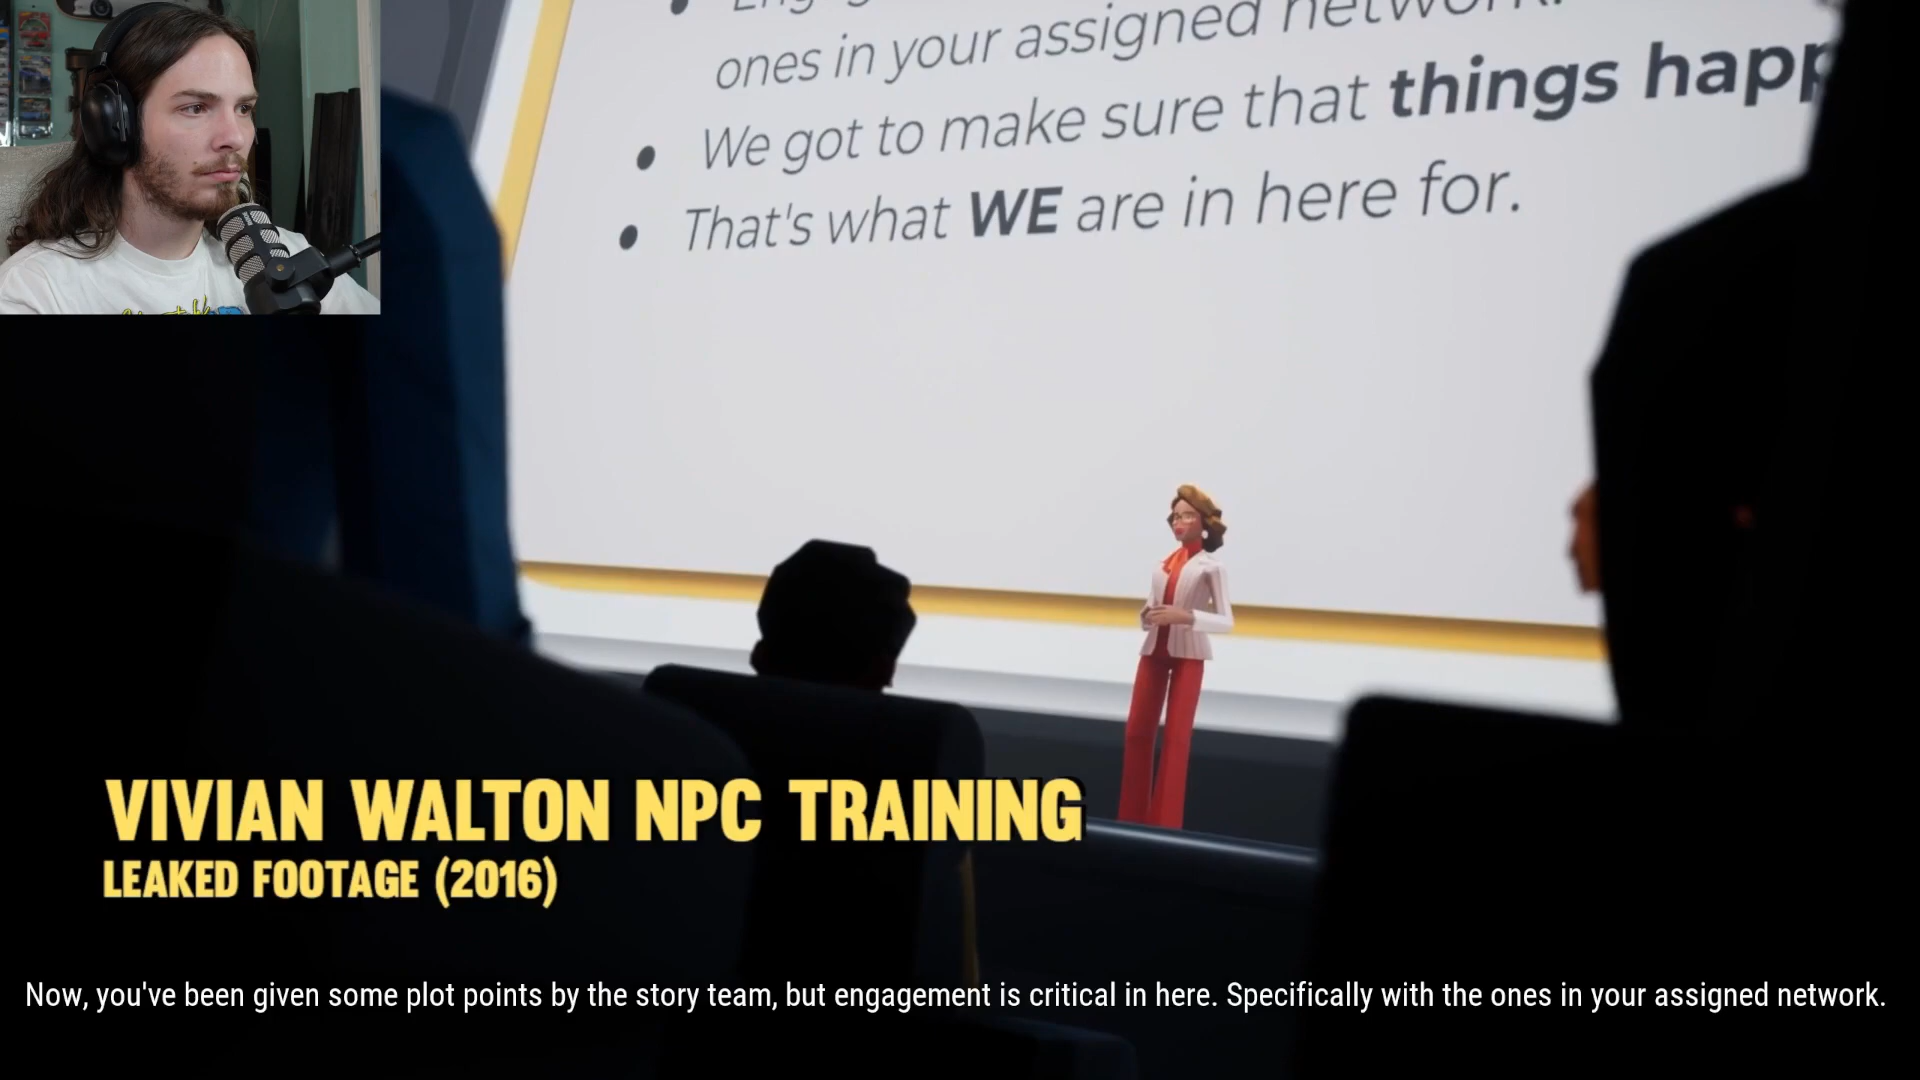 ones in your assigned network.
• We got to make sure that things happ
• That's what WE are in here for.
VIVIAN WALTON NPC TRAINING
LEAKED FOOTAGE (2016)
Now, you've been given some plot points by the story team, but engagement is critical in here. Specifically with the ones in your assigned network.